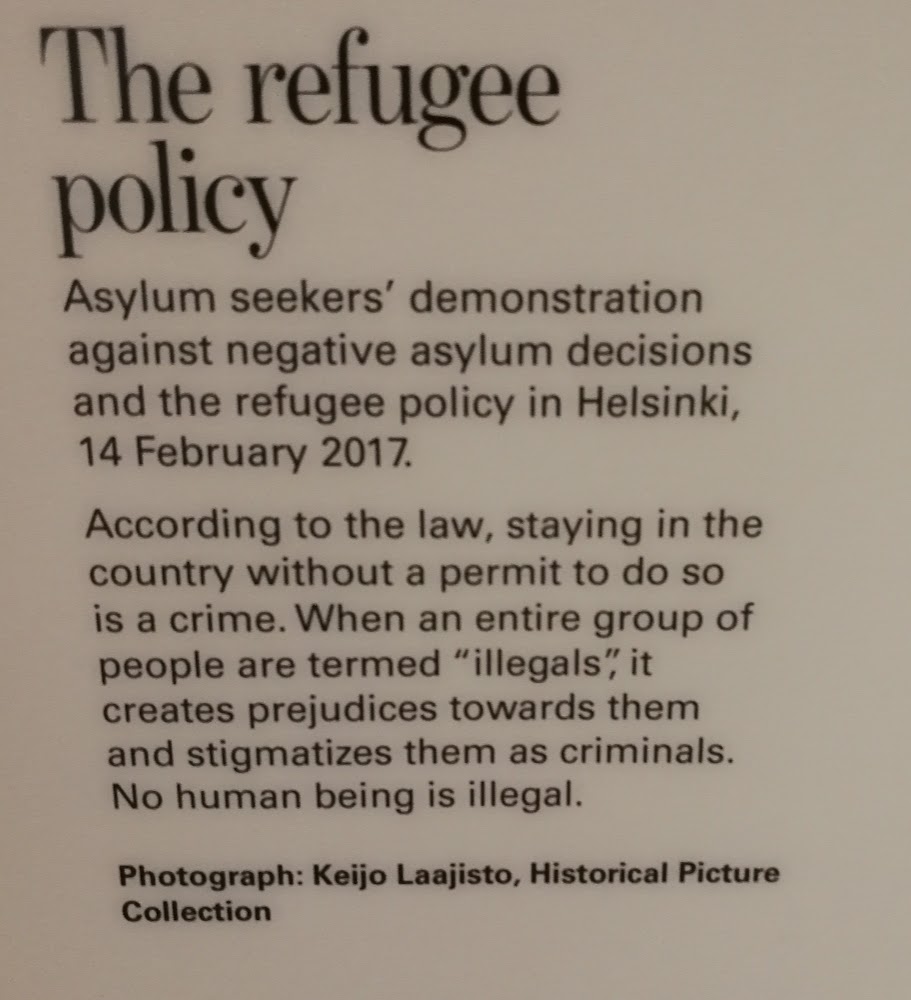 The refugee
policy
Asylum seekers’ demonstration
against negative asylum decisions
and the refugee policy in Helsinki,
14 February 2017.
According to the law, staying in the
country without a permit to do so
is a crime. When an entire group of
people are termed “illegals”, it
creates prejudices towards them
and stigmatizes them as criminals.
No human being is illegal.
Photograph: Keijo Laajisto, Historical Picture
Collection